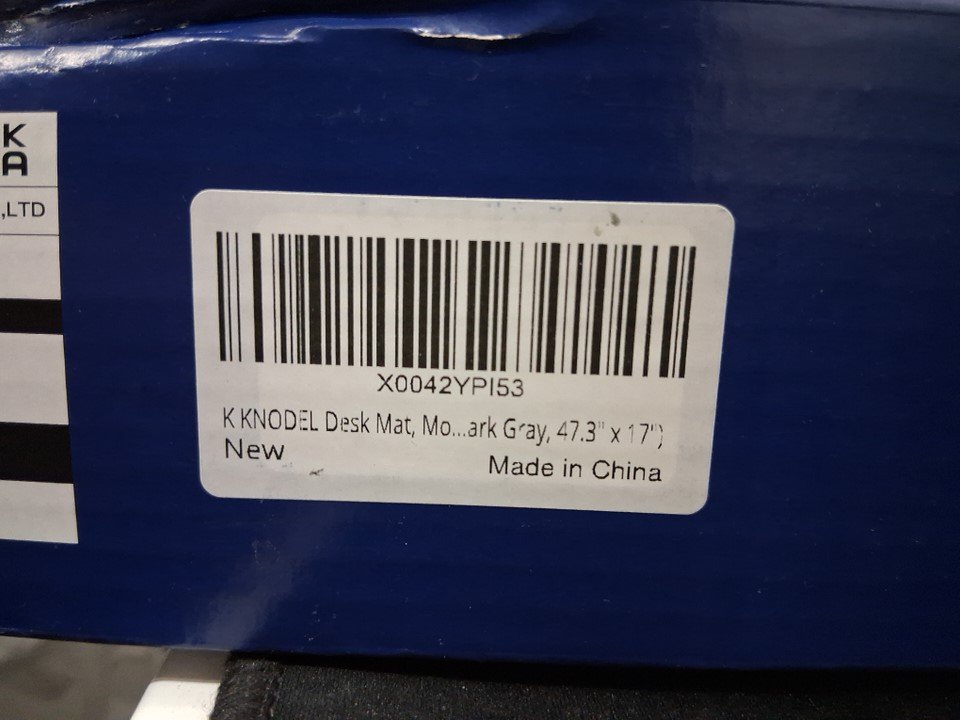 K
A
,LTD
X0042YPI53
K KNODEL Desk Mat, Mo...ark Gray, 47.3" x 17")
New
Made in China